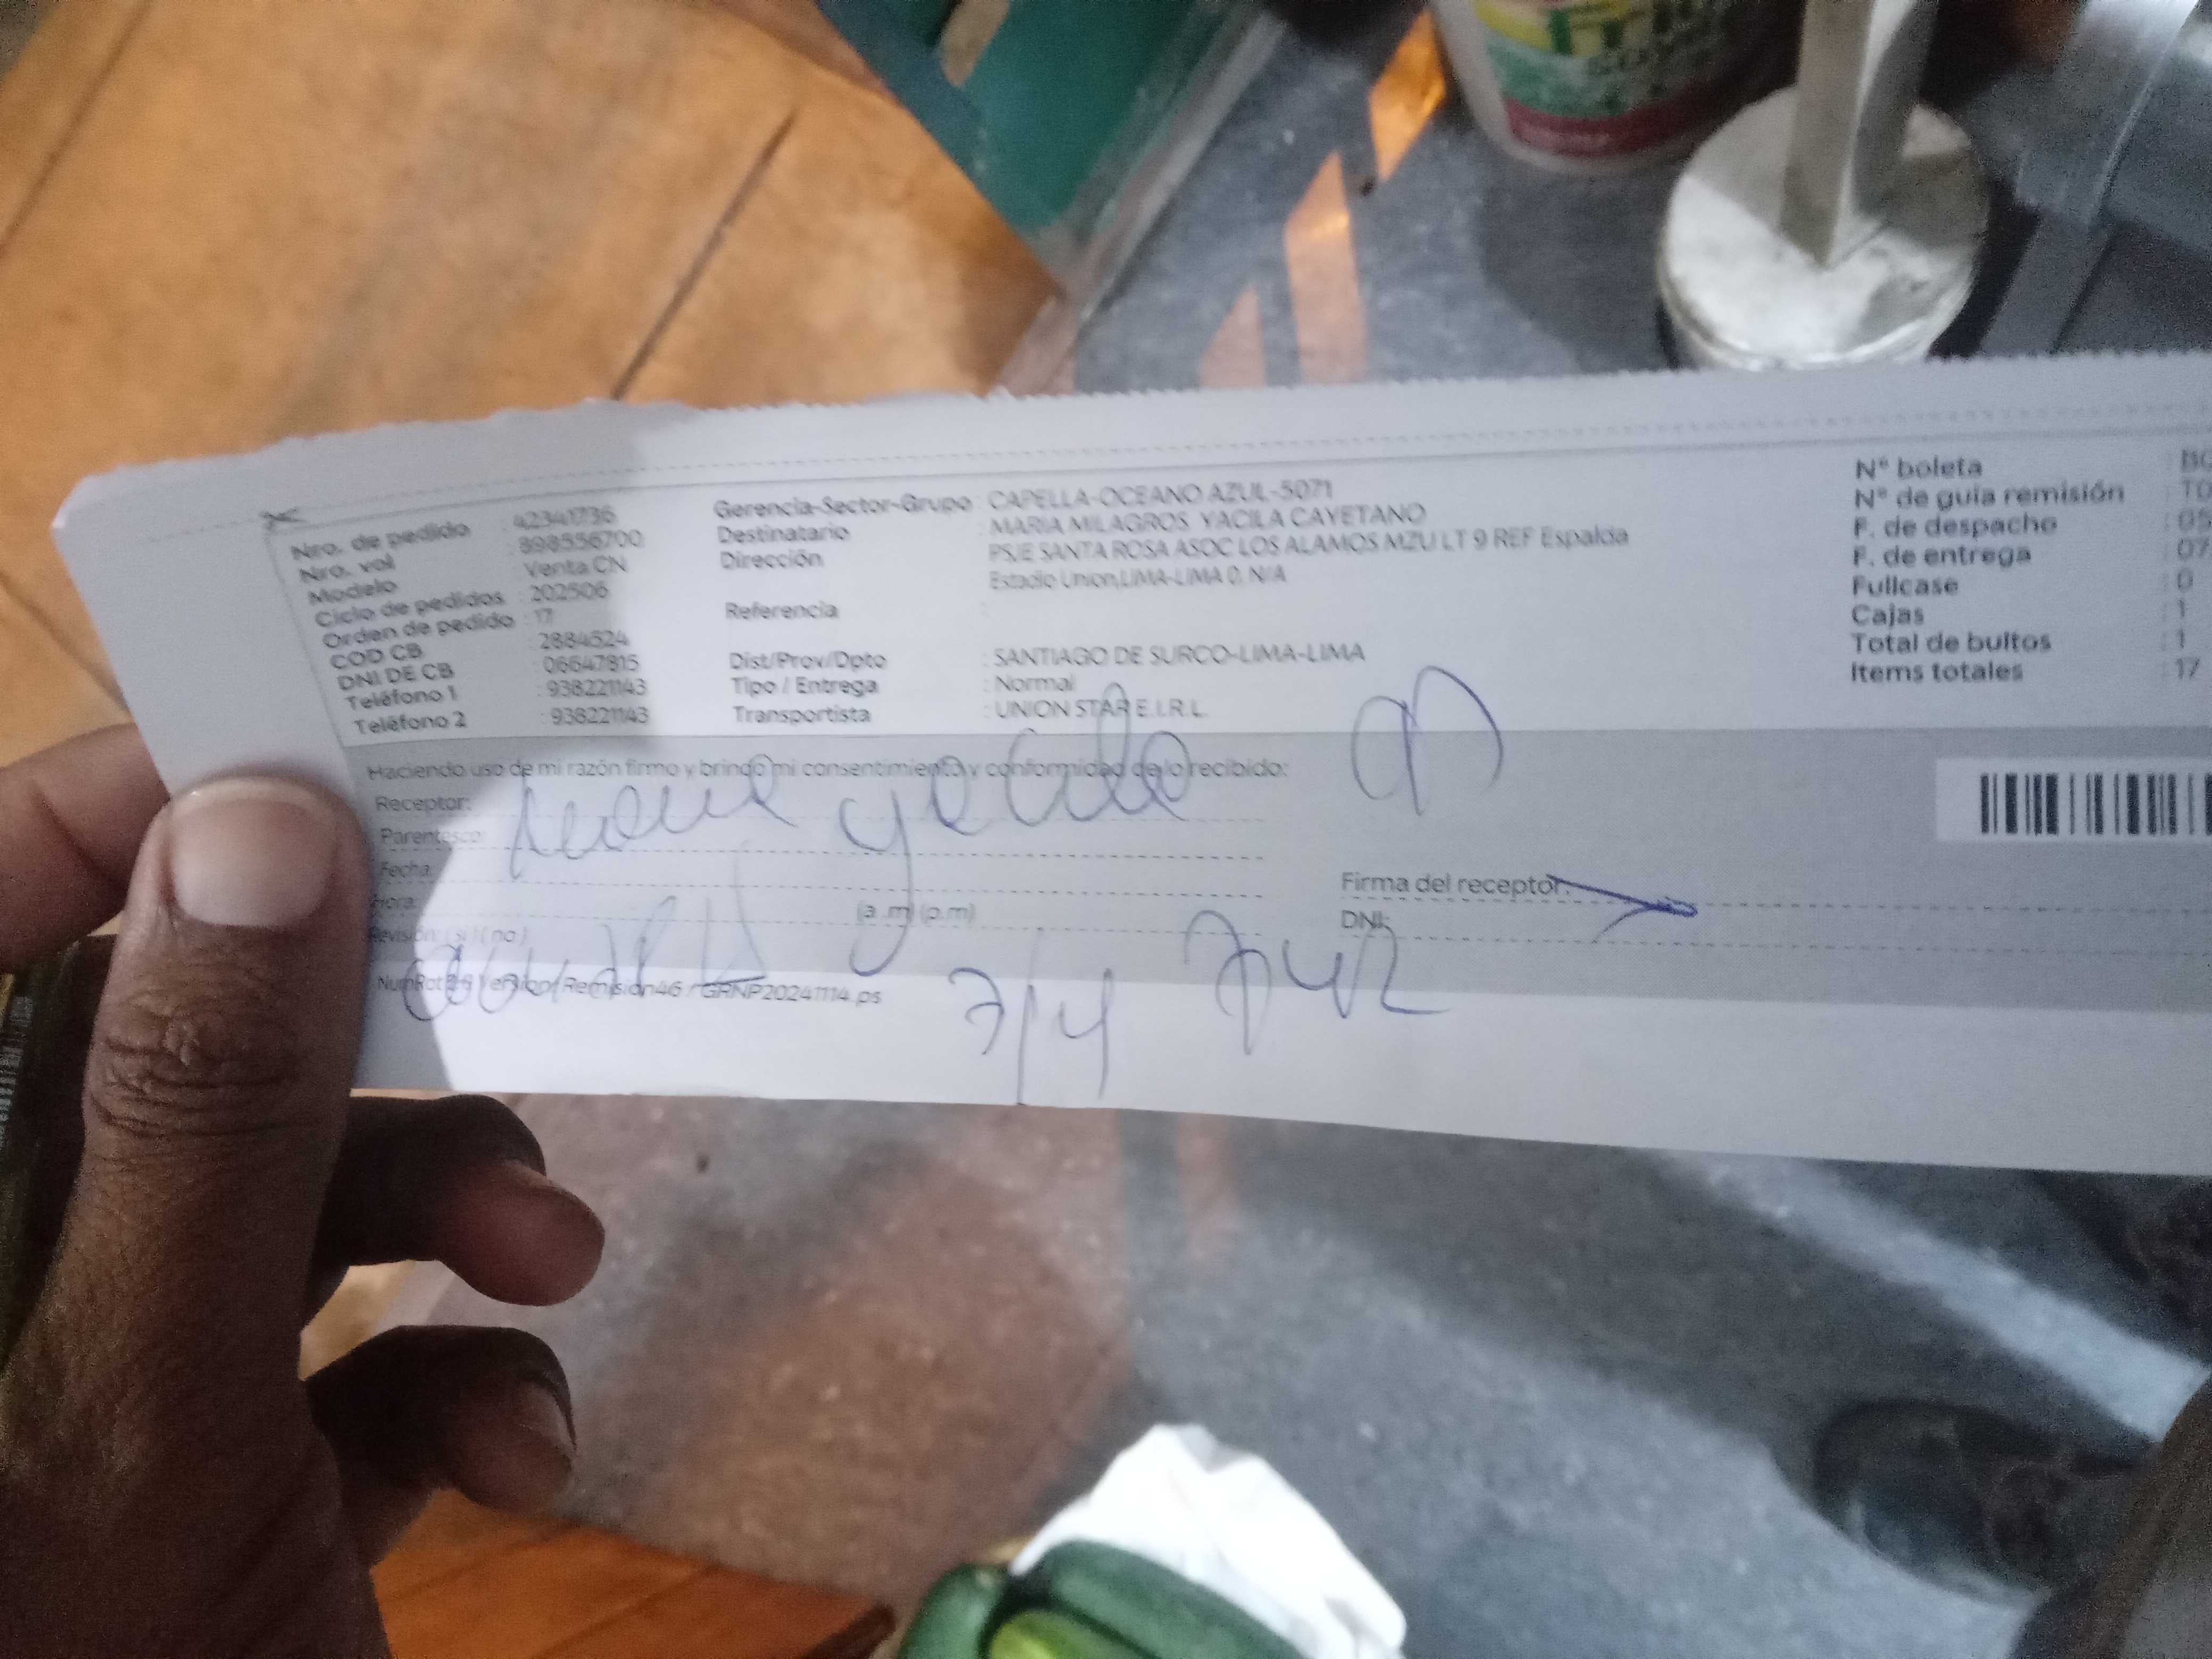 Nro. de pedido : 42341736
Nro. vol : 898556700
Modelo Venta CN
Ciclo de pedidos : 202506
Orden de pedido : 17
COD CB : 2884524
DNI DE CB : 06647815
Teléfono 1 : 938221143
Teléfono 2 : 938221143
Gerencia-Sector-Grupo : CAPELLA-OCEANO AZUL-5071
Destinatario : MARIA MILAGROS YACILA CAYETANO
Dirección : PSJE SANTA ROSA ASOC LOS ALAMOS MZU LT 9 REF Espalda
Estadio Union,LIMA-LIMA 0, N/A
Referencia :
Dist/Prov/Dpto : SANTIAGO DE SURCO-LIMA-LIMA
Tipo / Entrega : Normal
Transportista : UNION STAR E.I.R.L.
N° boleta
N° de guia remisión
F. de despacho
F. de entrega : 07
Fullcase : 0
Cajas : 1
Total de bultos : 1
Items totales : 17
Haciendo uso de mi razón firmo y brindo mi consentimiento y conformidad de lo recibido:
Receptor:
Parentesco:
Fecha:
Hora: (a.m) (p.m)
Revisión: ( si ) ( no )
Firma del receptor:
DNI:
Version/Remision46 / GRNP20241114.ps
7/4